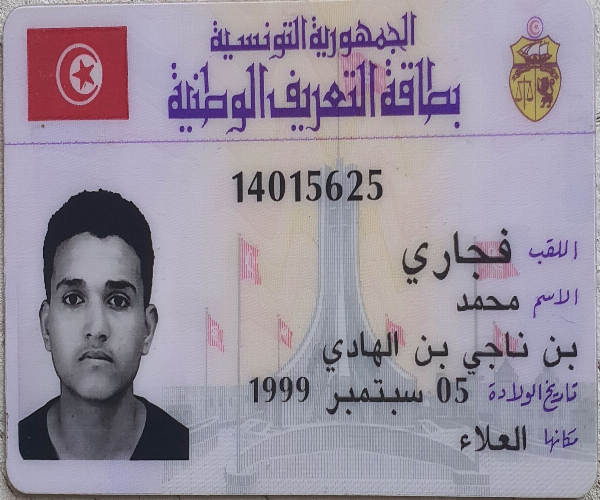 الجمهورية التونسية
بطاقة التعريف الوطنية
14015625
اللقب فجاري
الاسم محمد
بن ناجي بن الهادي
تاريخ الولادة 05 سبتمبر 1999
مكانها العلاء